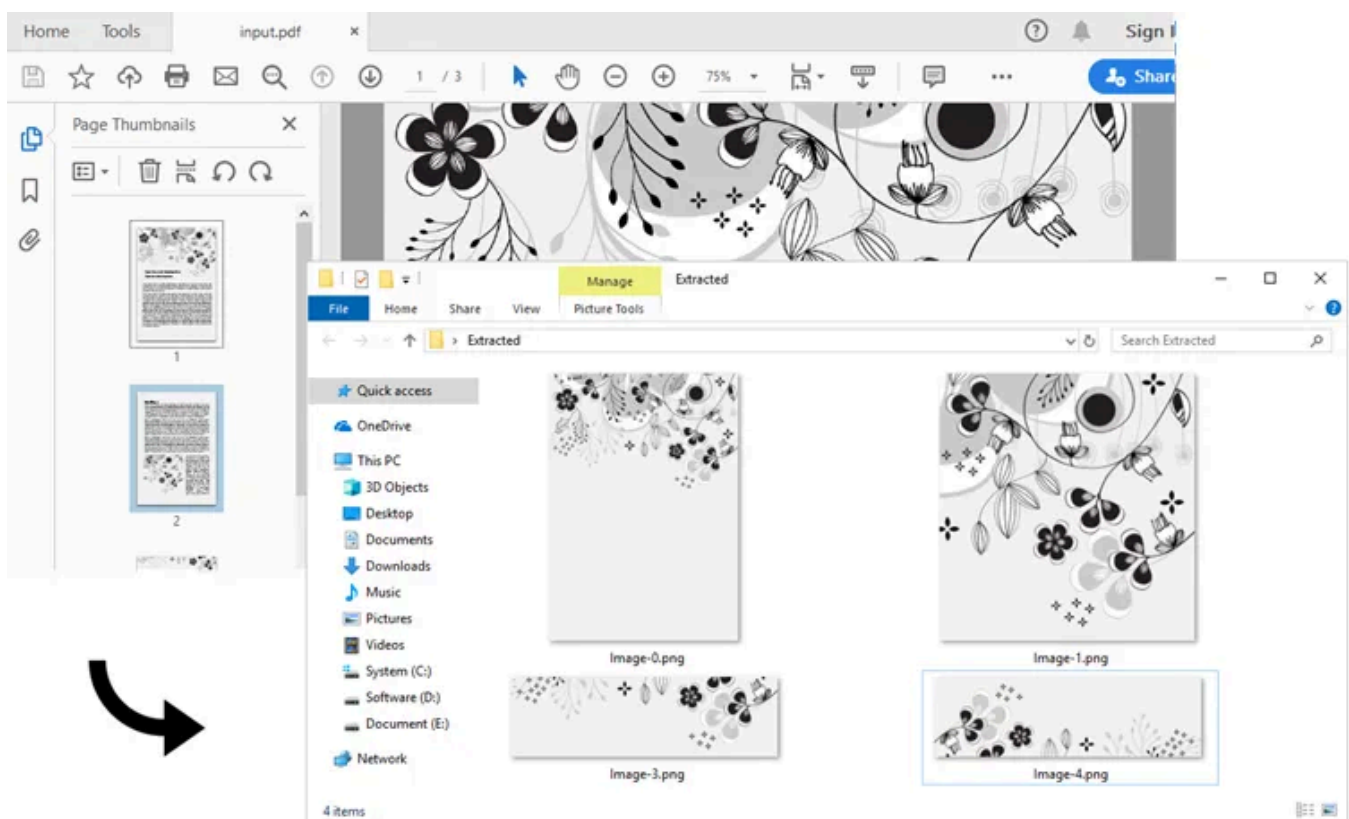 Home Tools input.pdf × Sign I
1 / 3 75% Share
Page Thumbnails
1
2
Manage Extracted
File Home Share View Picture Tools
Extracted Search Extracted
Quick access
OneDrive
This PC
3D Objects
Desktop
Documents
Downloads
Music
Pictures
Videos
System (C:)
Software (D:)
Document (E:)
Network
Image-0.png Image-1.png
Image-3.png Image-4.png
4 items